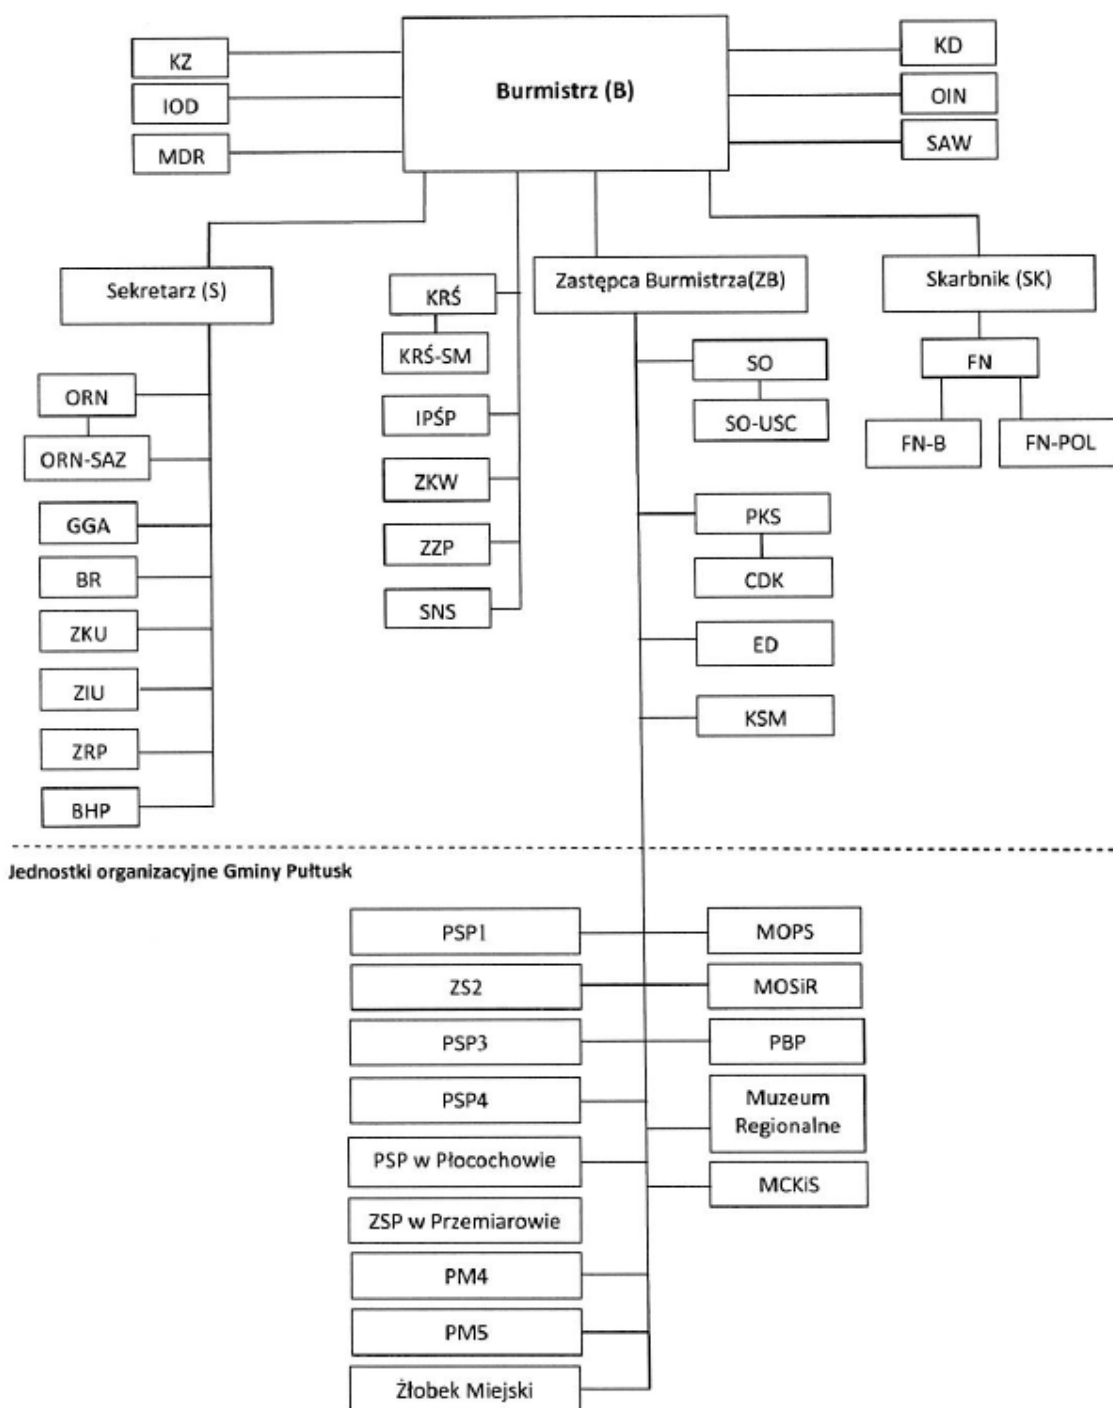 KZ
IOD
MDR
Burmistrz (B)
KD
OIN
SAW
Sekretarz (S)
ORN
ORN-SAZ
GGA
BR
ZKU
ZIU
ZRP
BHP
KRŚ
KRŚ-SM
IPŚP
ZKW
ZZP
SNS
Zastępca Burmistrza(ZB)
SO
SO-USC
PKS
CDK
ED
KSM
Skarbnik (SK)
FN
FN-B
FN-POL
Jednostki organizacyjne Gminy Pułtusk
PSP1
ZS2
PSP3
PSP4
PSP w Płocochowie
ZSP w Przemiarowie
PM4
PM5
Żłobek Miejski
MOPS
MOSiR
PBP
Muzeum
Regionalne
MCKiS